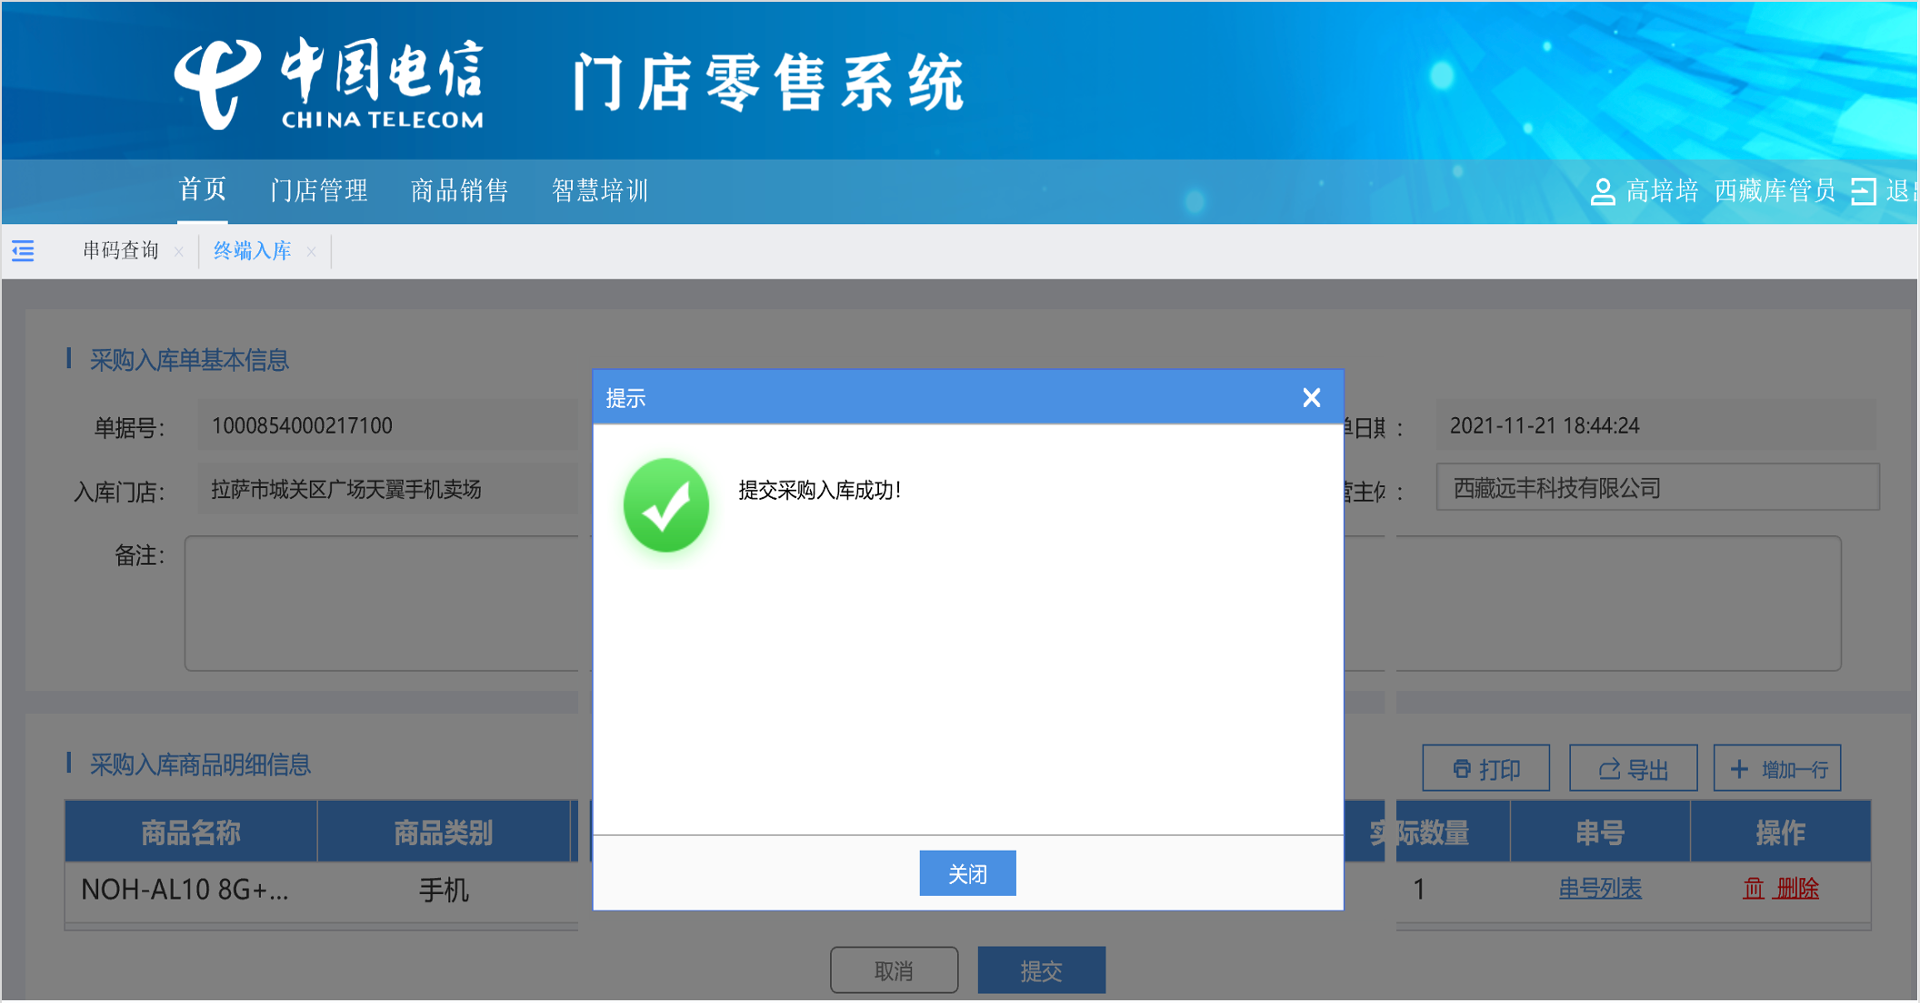 中国电信
CHINA TELECOM
门店零售系统
首页 门店管理 商品销售 智慧培训
高培培 西藏库管员 退
串码查询 终端入库
采购入库单基本信息
单据号： 1000854000217100 日期： 2021-11-21 18:44:24
入库门店： 拉萨市城关区广场天翼手机卖场 主体： 西藏远丰科技有限公司
备注：
提示
提交采购入库成功！
关闭
采购入库商品明细信息
打印 导出 增加一行
商品名称 商品类别 实际数量 串号 操作
NOH-AL10 8G+... 手机 1 串号列表 删除
取消 提交